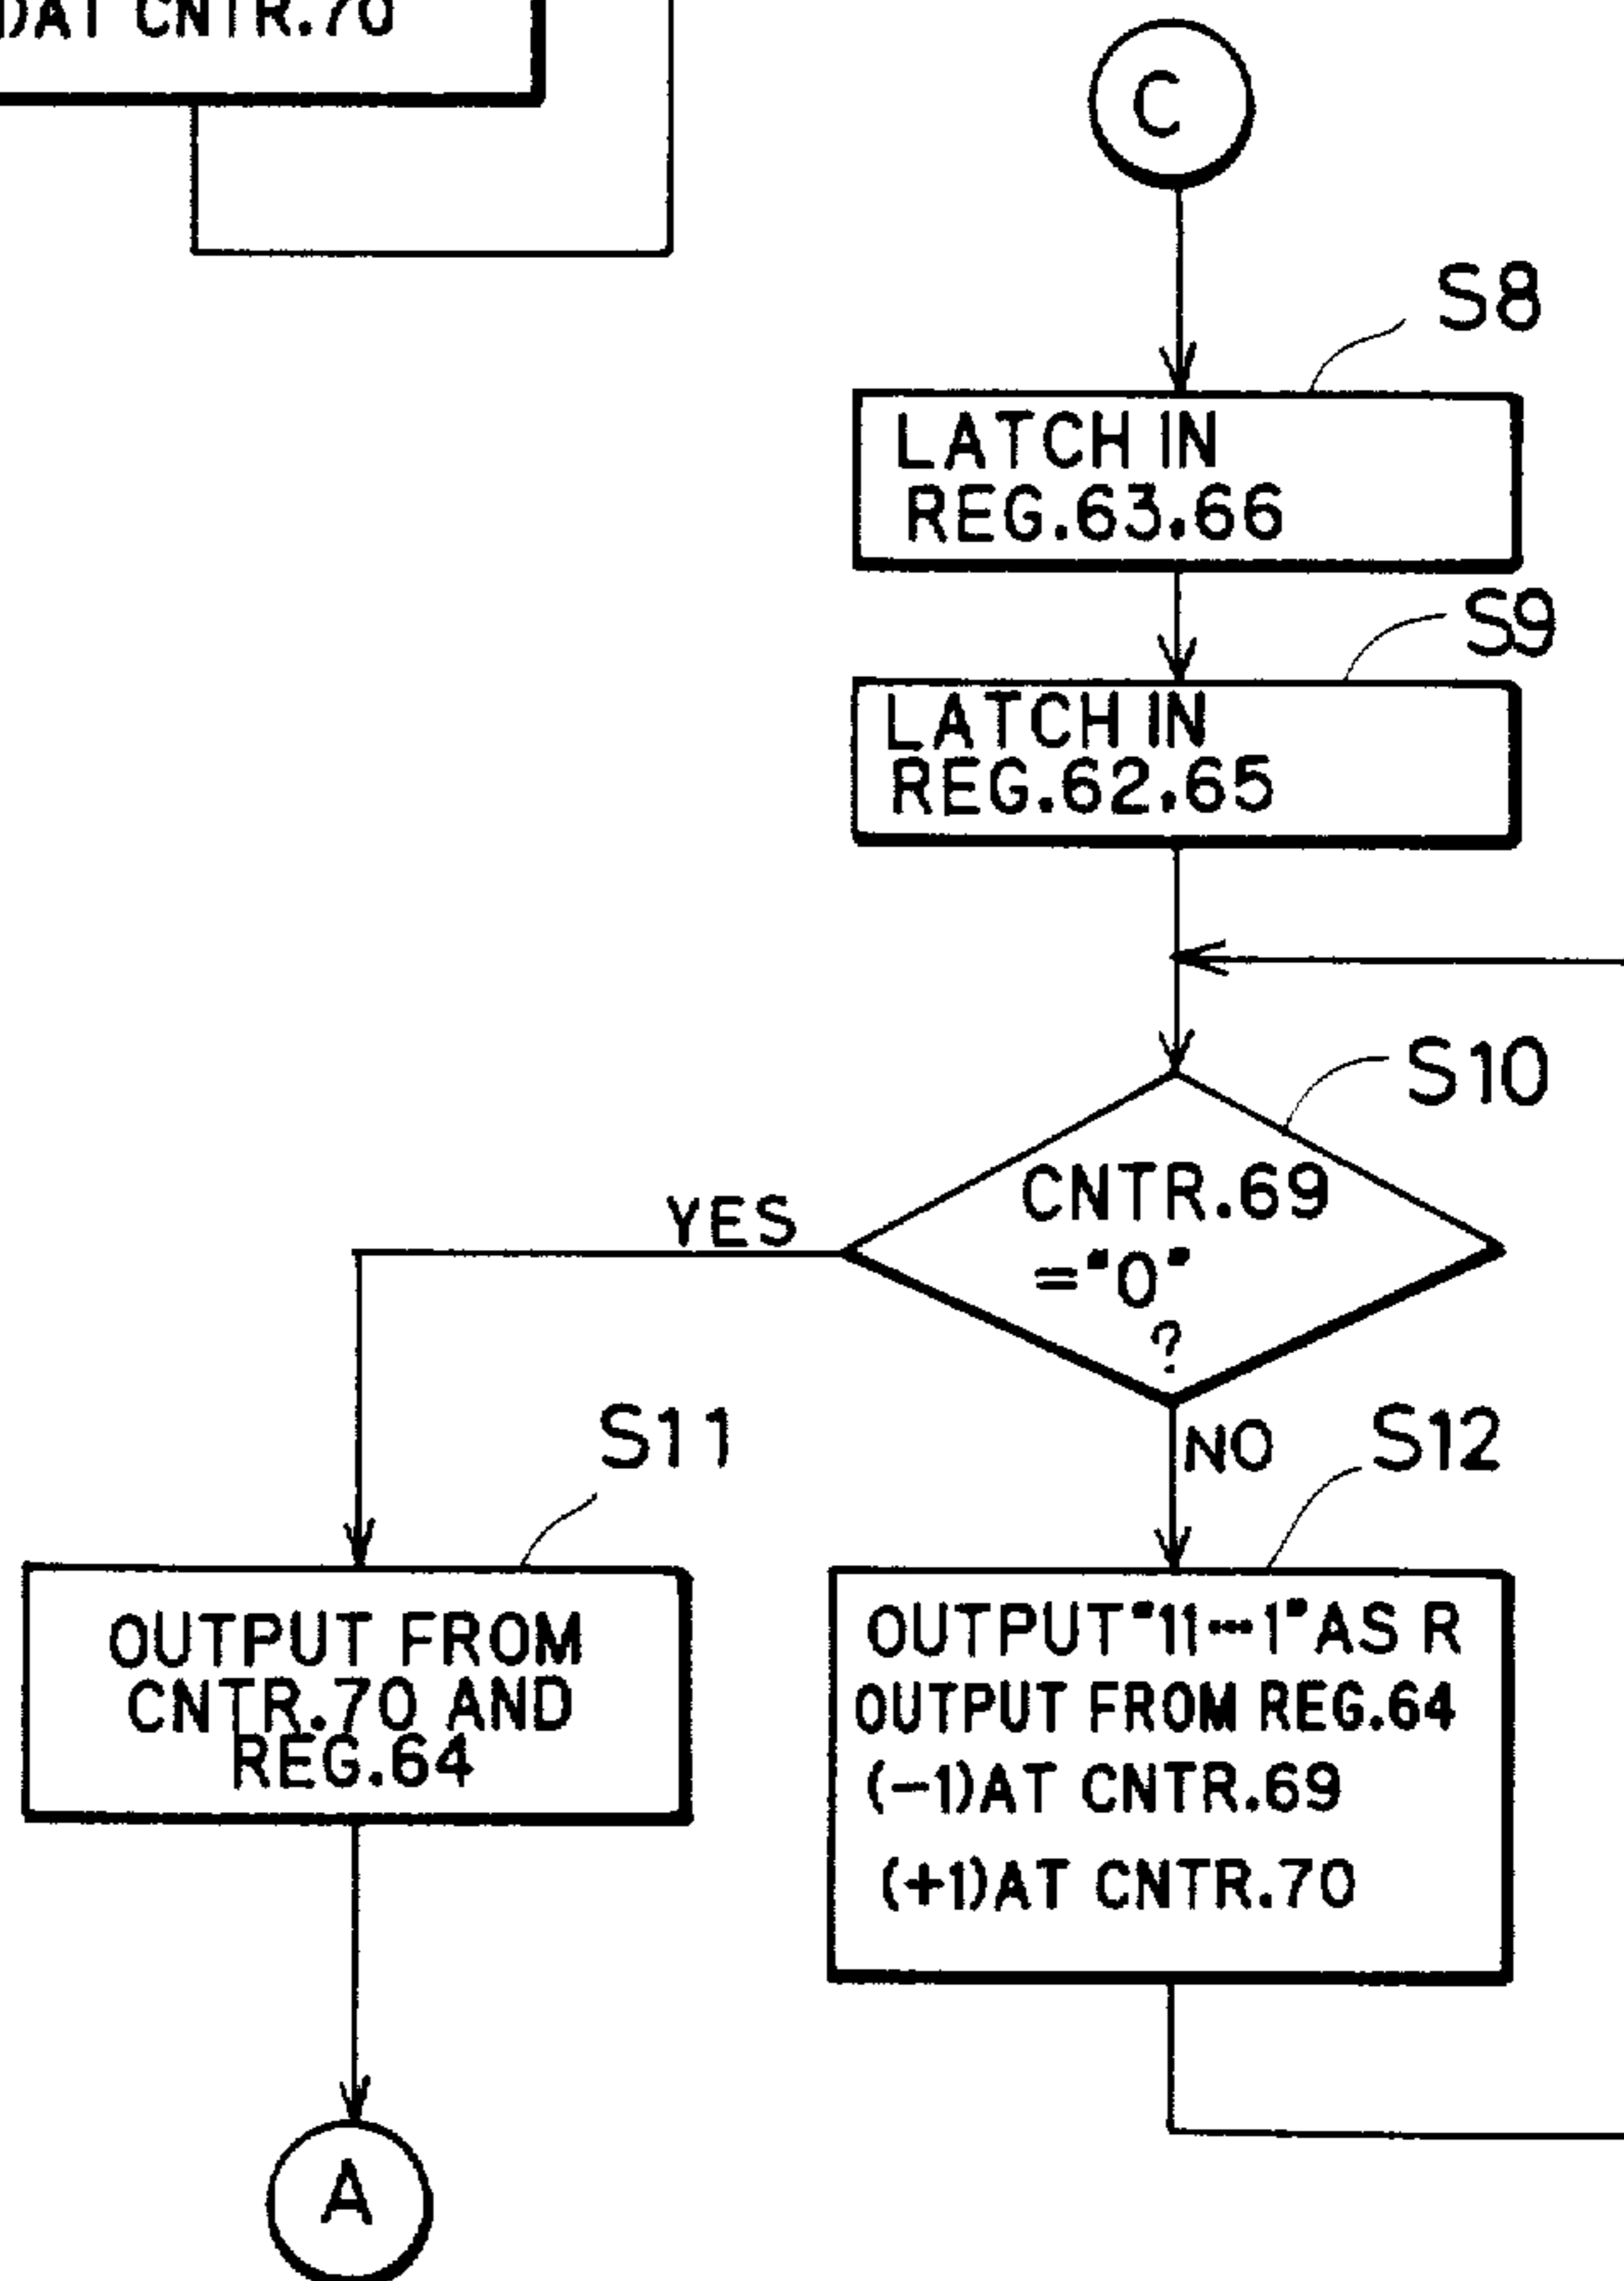 AT CNTR.70
C
S8
LATCH IN
REG.63.66
S9
LATCH IN
REG.62.65
S10
CNTR.69
="0"
?
YES
NO
S11
S12
OUTPUT FROM
CNTR.70 AND
REG.64
OUTPUT"11---1"AS R
OUTPUT FROM REG.64
(-1)AT CNTR.69
(+1)AT CNTR.70
A